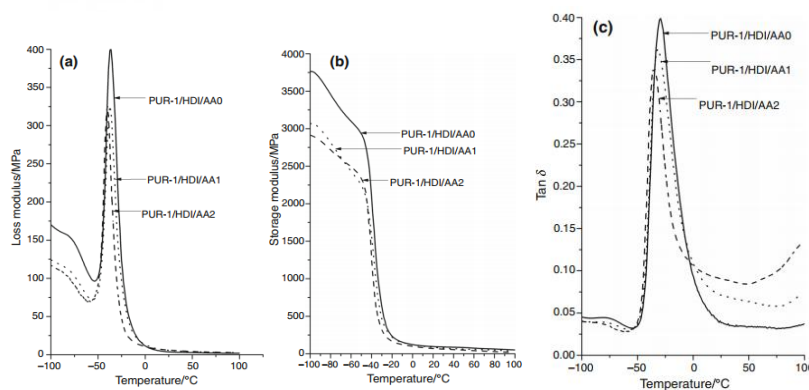 (a)
400
350
300
250
200
150
100
50
0
Loss modulus/MPa
PUR-1/HDI/AA0
PUR-1/HDI/AA1
PUR-1/HDI/AA2
−100 −50 0 50 100
Temperature/°C
(b)
4000
3500
3000
2500
2000
1500
1000
500
0
Storage modulus/MPa
PUR-1/HDI/AA0
PUR-1/HDI/AA1
PUR-1/HDI/AA2
−100 −80 −60 −40 −20 0 20 40 60 80 100
Temperature/°C
(c)
0.40
0.35
0.30
0.25
0.20
0.15
0.10
0.05
0.00
Tan δ
PUR-1/HDI/AA0
PUR-1/HDI/AA1
PUR-1/HDI/AA2
−100 −50 0 50 100
Temperature/°C